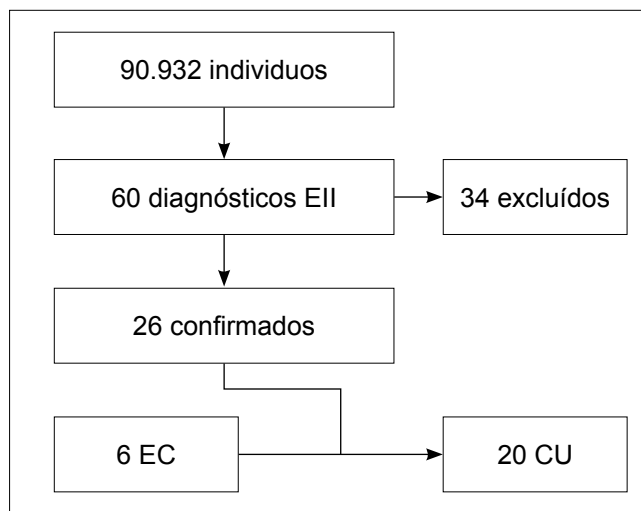 90.932 individuos
60 diagnósticos EII
34 excluídos
26 confirmados
6 EC
20 CU